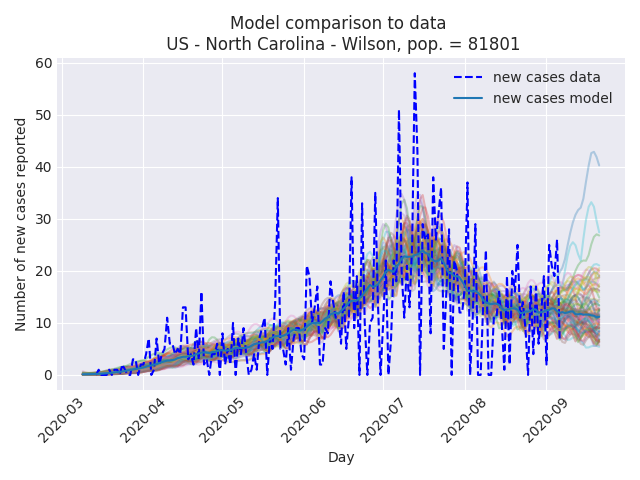 Model comparison to data
US - North Carolina - Wilson, pop. = 81801
new cases data
new cases model
Number of new cases reported
60
50
40
30
20
10
0
2020-03
2020-04
2020-05
2020-06
2020-07
2020-08
2020-09
Day